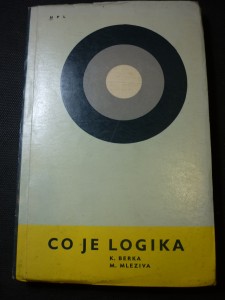 CO JE LOGIKA
K. BERKA
M. MLEZIVA